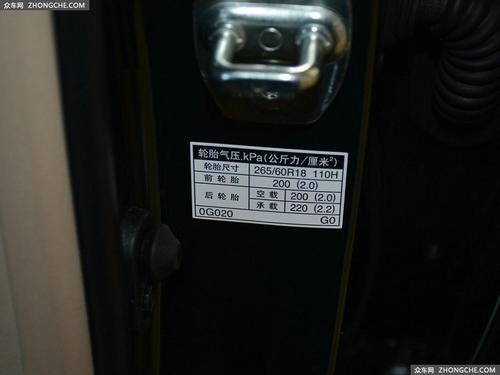 众车网 ZHONGCHE.COM
轮胎气压,kPa(公斤力/厘米²)
轮胎尺寸 265/60R18 110H
前轮胎 200 (2.0)
后轮胎 空载 200 (2.0)
承载 220 (2.2)
0G020 G0
众车网 ZHONGCHE.COM